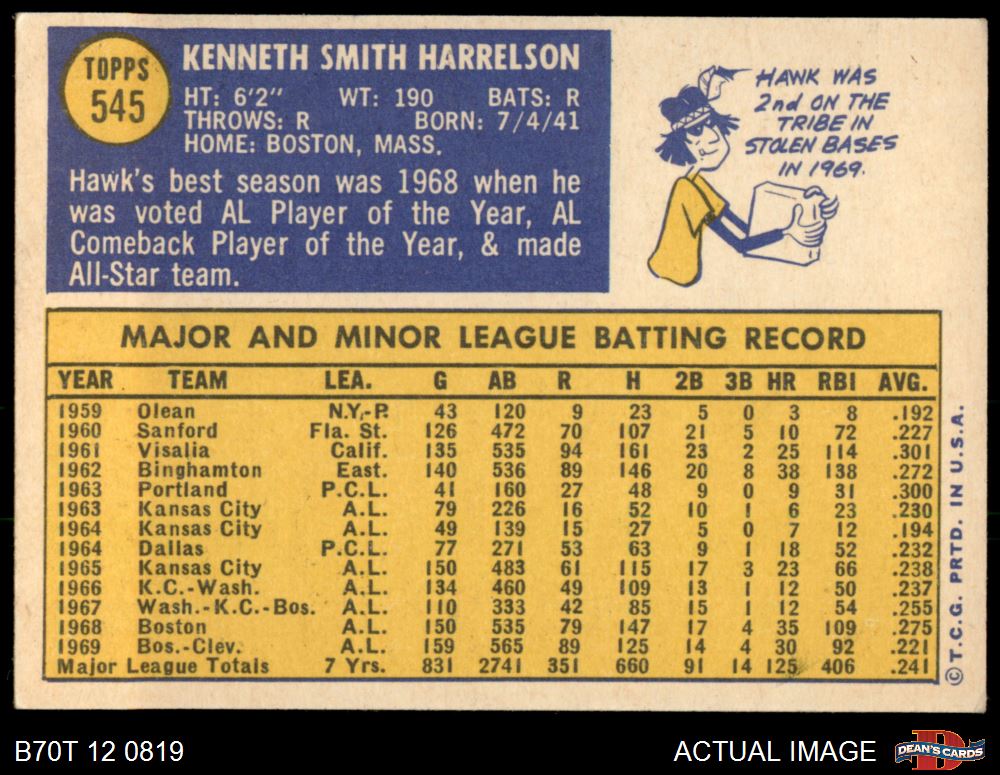 TOPPS
545
KENNETH SMITH HARRELSON
HT: 6'2" WT: 190 BATS: R
THROWS: R BORN: 7/4/41
HOME: BOSTON, MASS.
Hawk's best season was 1968 when he
was voted AL Player of the Year, AL
Comeback Player of the Year, & made
All-Star team.
HAWK WAS
2nd ON THE
TRIBE IN
STOLEN BASES
IN 1969.
MAJOR AND MINOR LEAGUE BATTING RECORD
YEAR TEAM LEA. G AB R H 2B 3B HR RBI AVG.
1959 Olean N.Y.-P. 43 120 9 23 5 0 3 8 .192
1960 Sanford Fla. St. 126 472 70 107 21 5 10 72 .227
1961 Visalia Calif. 135 535 94 161 23 2 25 114 .301
1962 Binghamton East. 140 536 89 146 20 8 38 138 .272
1963 Portland P.C.L. 41 160 27 48 9 0 9 31 .300
1963 Kansas City A.L. 79 226 16 52 10 1 6 23 .230
1964 Kansas City A.L. 49 139 15 27 5 0 7 12 .194
1964 Dallas P.C.L. 77 271 53 63 9 1 18 52 .232
1965 Kansas City A.L. 150 483 61 115 17 3 23 66 .238
1966 K.C.-Wash. A.L. 134 460 49 109 13 1 12 50 .237
1967 Wash.-K.C.-Bos. A.L. 110 333 42 85 15 1 12 54 .255
1968 Boston A.L. 150 535 79 147 17 4 35 109 .275
1969 Bos.-Clev. A.L. 159 565 89 125 14 4 30 92 .221
Major League Totals 7 Yrs. 831 2741 351 660 91 14 125 406 .241
© T.C.G. PRTD. IN U.S.A.
B70T 12 0819
ACTUAL IMAGE
DEAN'S CARDS